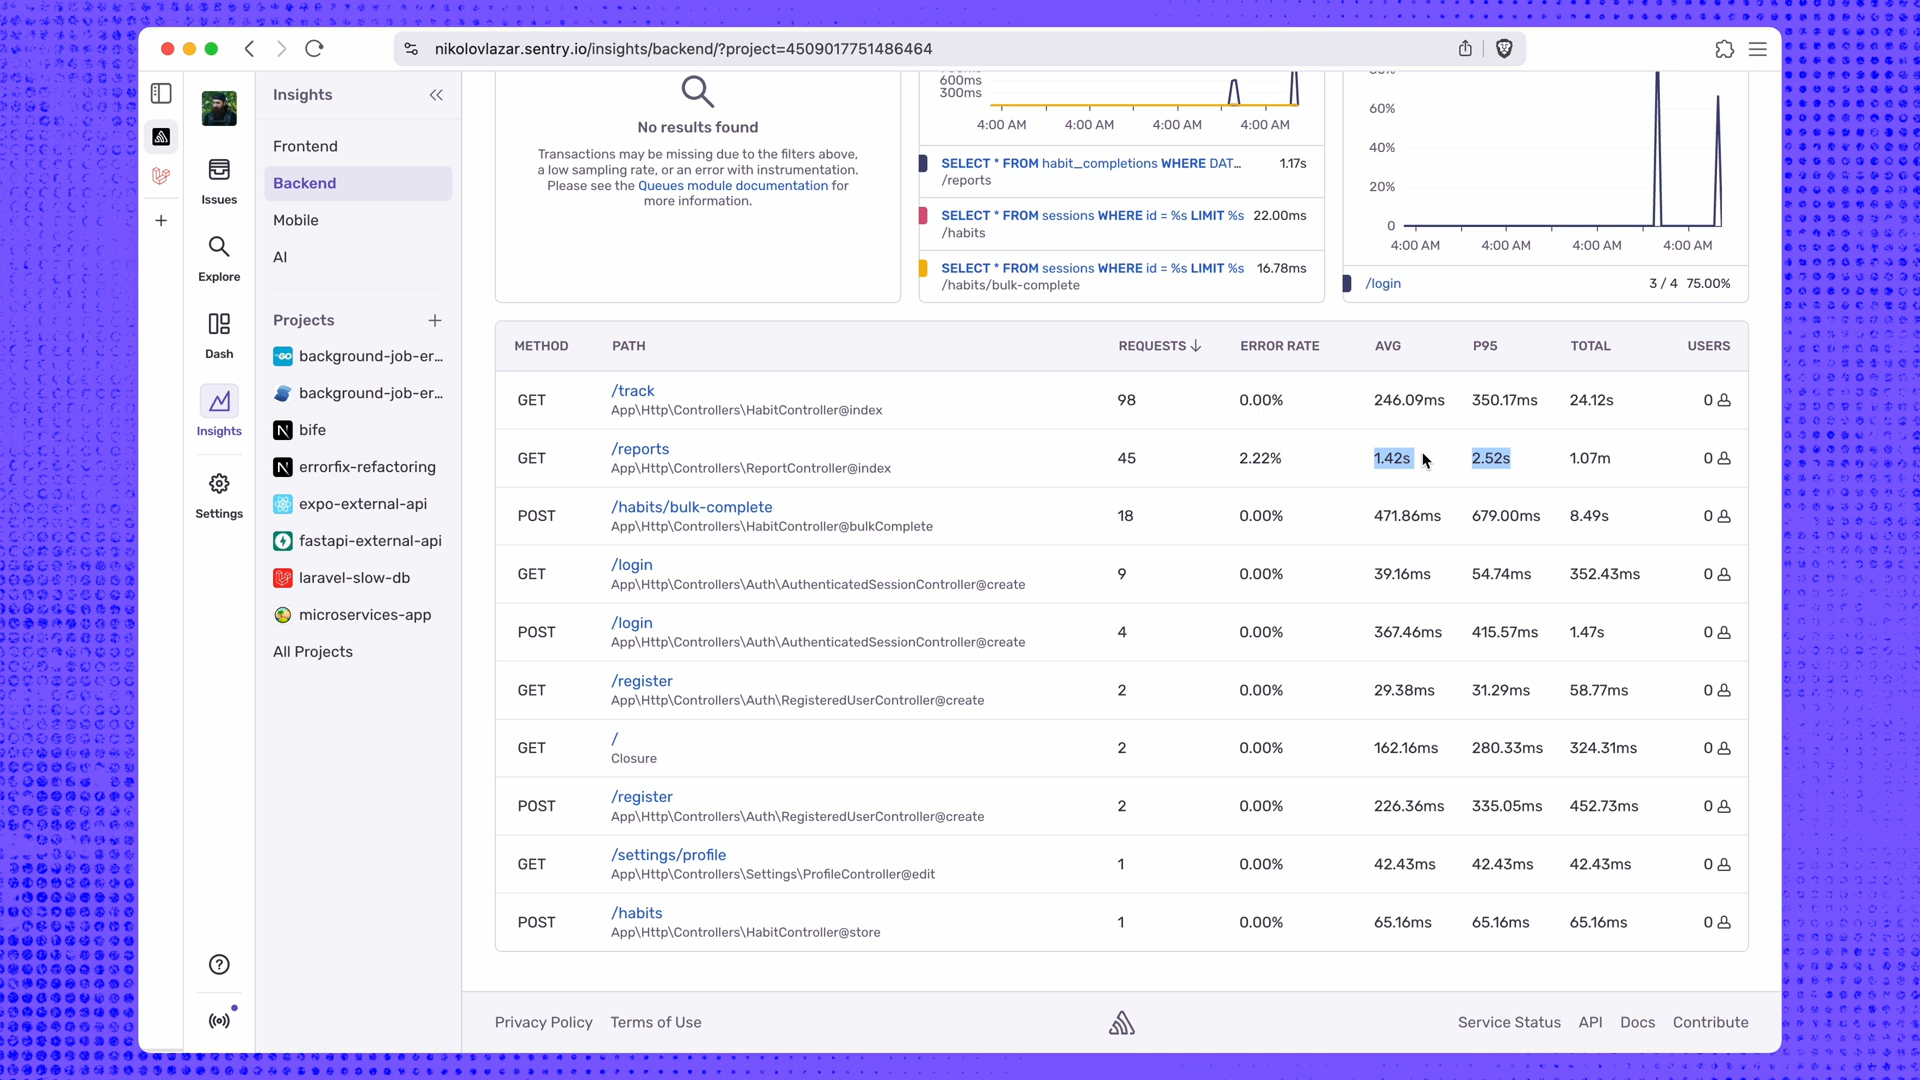 nikolovlazar.sentry.io/insights/backend/?project=4509017751486464
Issues
Explore
Dash
Insights
Settings
Insights
Frontend
Backend
Mobile
AI
Projects
background-job-er…
background-job-er…
bife
errorfix-refactoring
expo-external-api
fastapi-external-api
laravel-slow-db
microservices-app
All Projects
No results found
Transactions may be missing due to the filters above,
a low sampling rate, or an error with instrumentation.
Please see the Queues module documentation for
more information.
600ms
300ms
4:00 AM 4:00 AM 4:00 AM 4:00 AM
SELECT * FROM habit_completions WHERE DAT… 1.17s
/reports
SELECT * FROM sessions WHERE id = %s LIMIT %s 22.00ms
/habits
SELECT * FROM sessions WHERE id = %s LIMIT %s 16.78ms
/habits/bulk-complete
60%
40%
20%
0
4:00 AM 4:00 AM 4:00 AM 4:00 AM
/login 3 / 4 75.00%
METHOD PATH REQUESTS ERROR RATE AVG P95 TOTAL USERS
GET /track 98 0.00% 246.09ms 350.17ms 24.12s 0
App\Http\Controllers\HabitController@index
GET /reports 45 2.22% 1.42s 2.52s 1.07m 0
App\Http\Controllers\ReportController@index
POST /habits/bulk-complete 18 0.00% 471.86ms 679.00ms 8.49s 0
App\Http\Controllers\HabitController@bulkComplete
GET /login 9 0.00% 39.16ms 54.74ms 352.43ms 0
App\Http\Controllers\Auth\AuthenticatedSessionController@create
POST /login 4 0.00% 367.46ms 415.57ms 1.47s 0
App\Http\Controllers\Auth\AuthenticatedSessionController@create
GET /register 2 0.00% 29.38ms 31.29ms 58.77ms 0
App\Http\Controllers\Auth\RegisteredUserController@create
GET / 2 0.00% 162.16ms 280.33ms 324.31ms 0
Closure
POST /register 2 0.00% 226.36ms 335.05ms 452.73ms 0
App\Http\Controllers\Auth\RegisteredUserController@create
GET /settings/profile 1 0.00% 42.43ms 42.43ms 42.43ms 0
App\Http\Controllers\Settings\ProfileController@edit
POST /habits 1 0.00% 65.16ms 65.16ms 65.16ms 0
App\Http\Controllers\HabitController@store
Privacy Policy Terms of Use Service Status API Docs Contribute